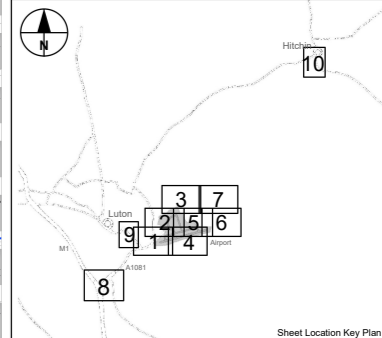 N
Hitchin
10
3 7
Luton
2 5 6
9
1 4
Airport
M1
A1081
8
Sheet Location Key Plan